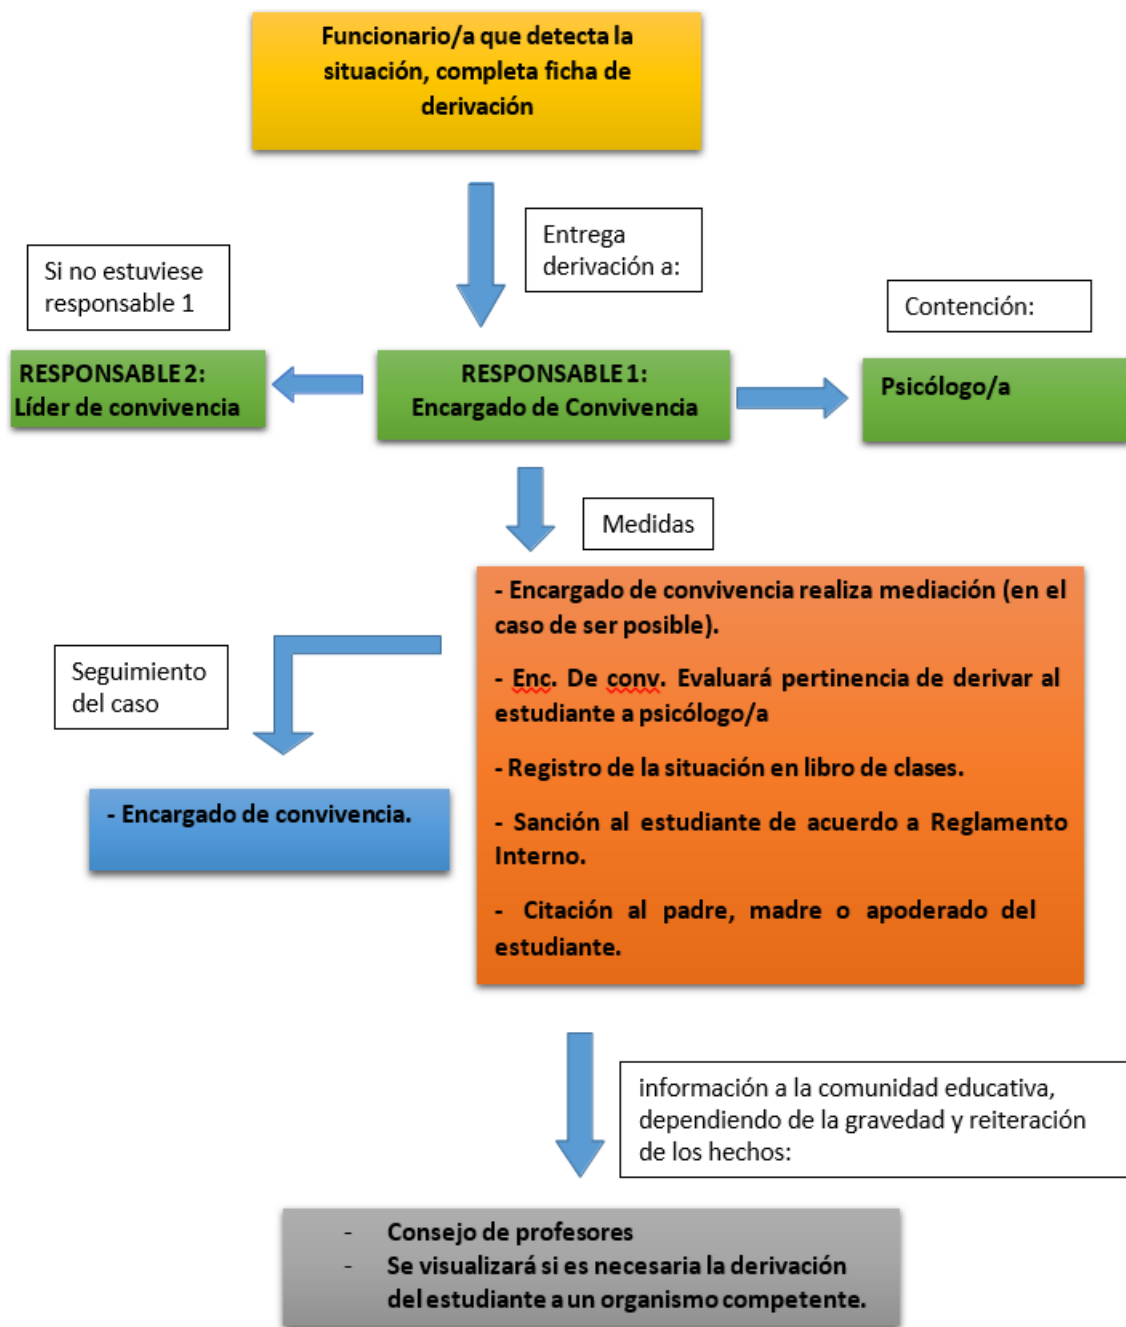 Funcionario/a que detecta la
situación, completa ficha de
derivación
Entrega
derivación a:
Si no estuviese
responsable 1
Contención:
RESPONSABLE 2:
Líder de convivencia
RESPONSABLE 1:
Encargado de Convivencia
Psicólogo/a
Medidas
- Encargado de convivencia realiza mediación (en el
caso de ser posible).
- Enc. De conv. Evaluará pertinencia de derivar al
estudiante a psicólogo/a
- Registro de la situación en libro de clases.
- Sanción al estudiante de acuerdo a Reglamento
Interno.
- Citación al padre, madre o apoderado del
estudiante.
Seguimiento
del caso
- Encargado de convivencia.
información a la comunidad educativa,
dependiendo de la gravedad y reiteración
de los hechos:
- Consejo de profesores
- Se visualizará si es necesaria la derivación
del estudiante a un organismo competente.